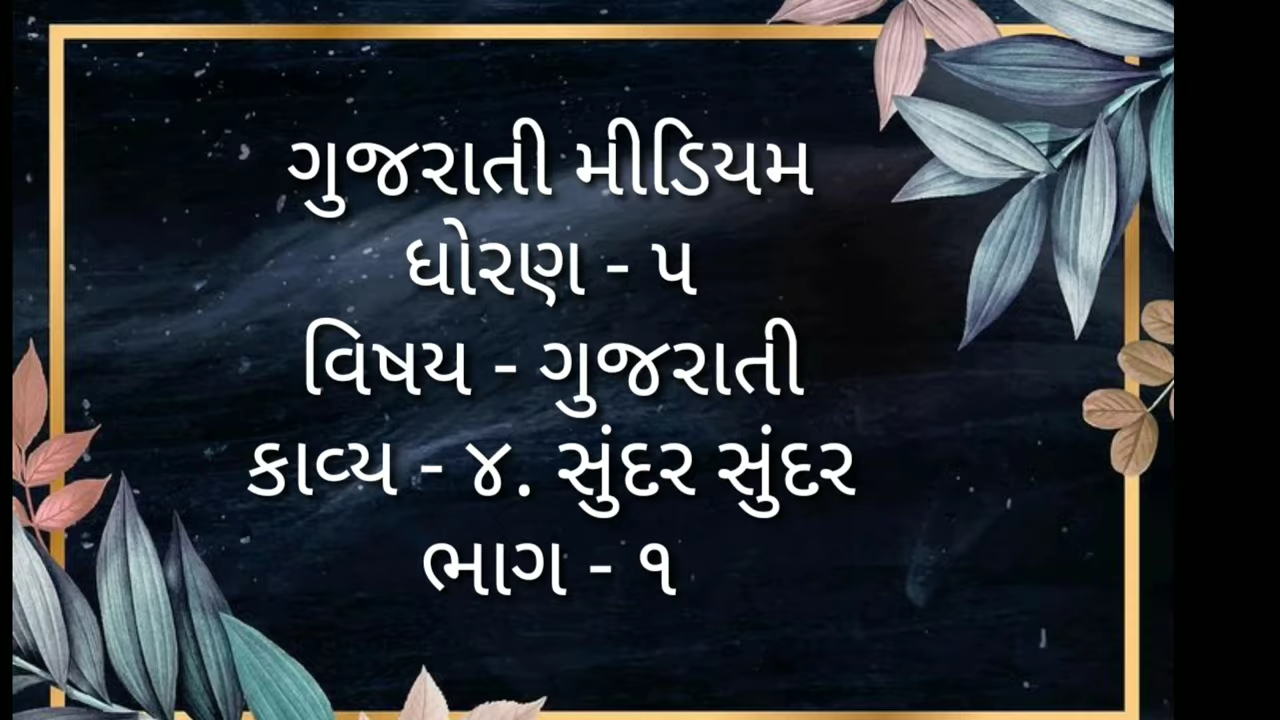 ગુજરાતી મીડિયમ
ધોરણ - ૫
વિષય - ગુજરાતી
કાવ્ય - ૪. સુંદર સુંદર
ભાગ - ૧